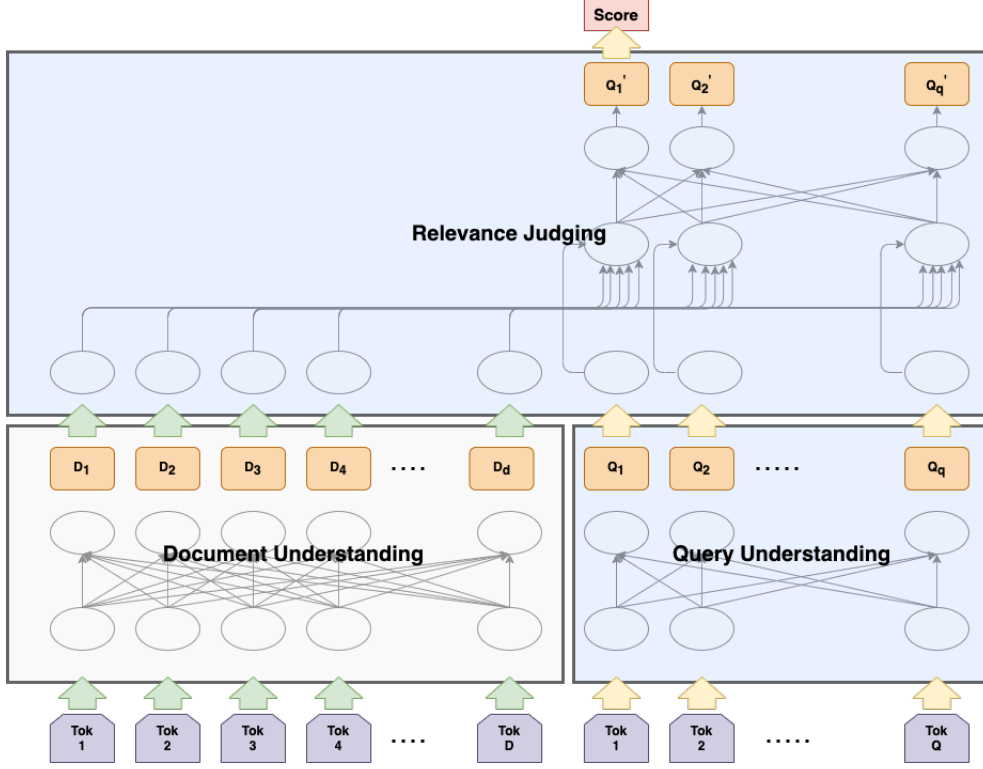 Score
Q1' Q2' Qq'
Relevance Judging
D1 D2 D3 D4 .... Dd Q1 Q2 ..... Qq
Document Understanding Query Understanding
Tok 1 Tok 2 Tok 3 Tok 4 .... Tok D Tok 1 Tok 2 ..... Tok Q